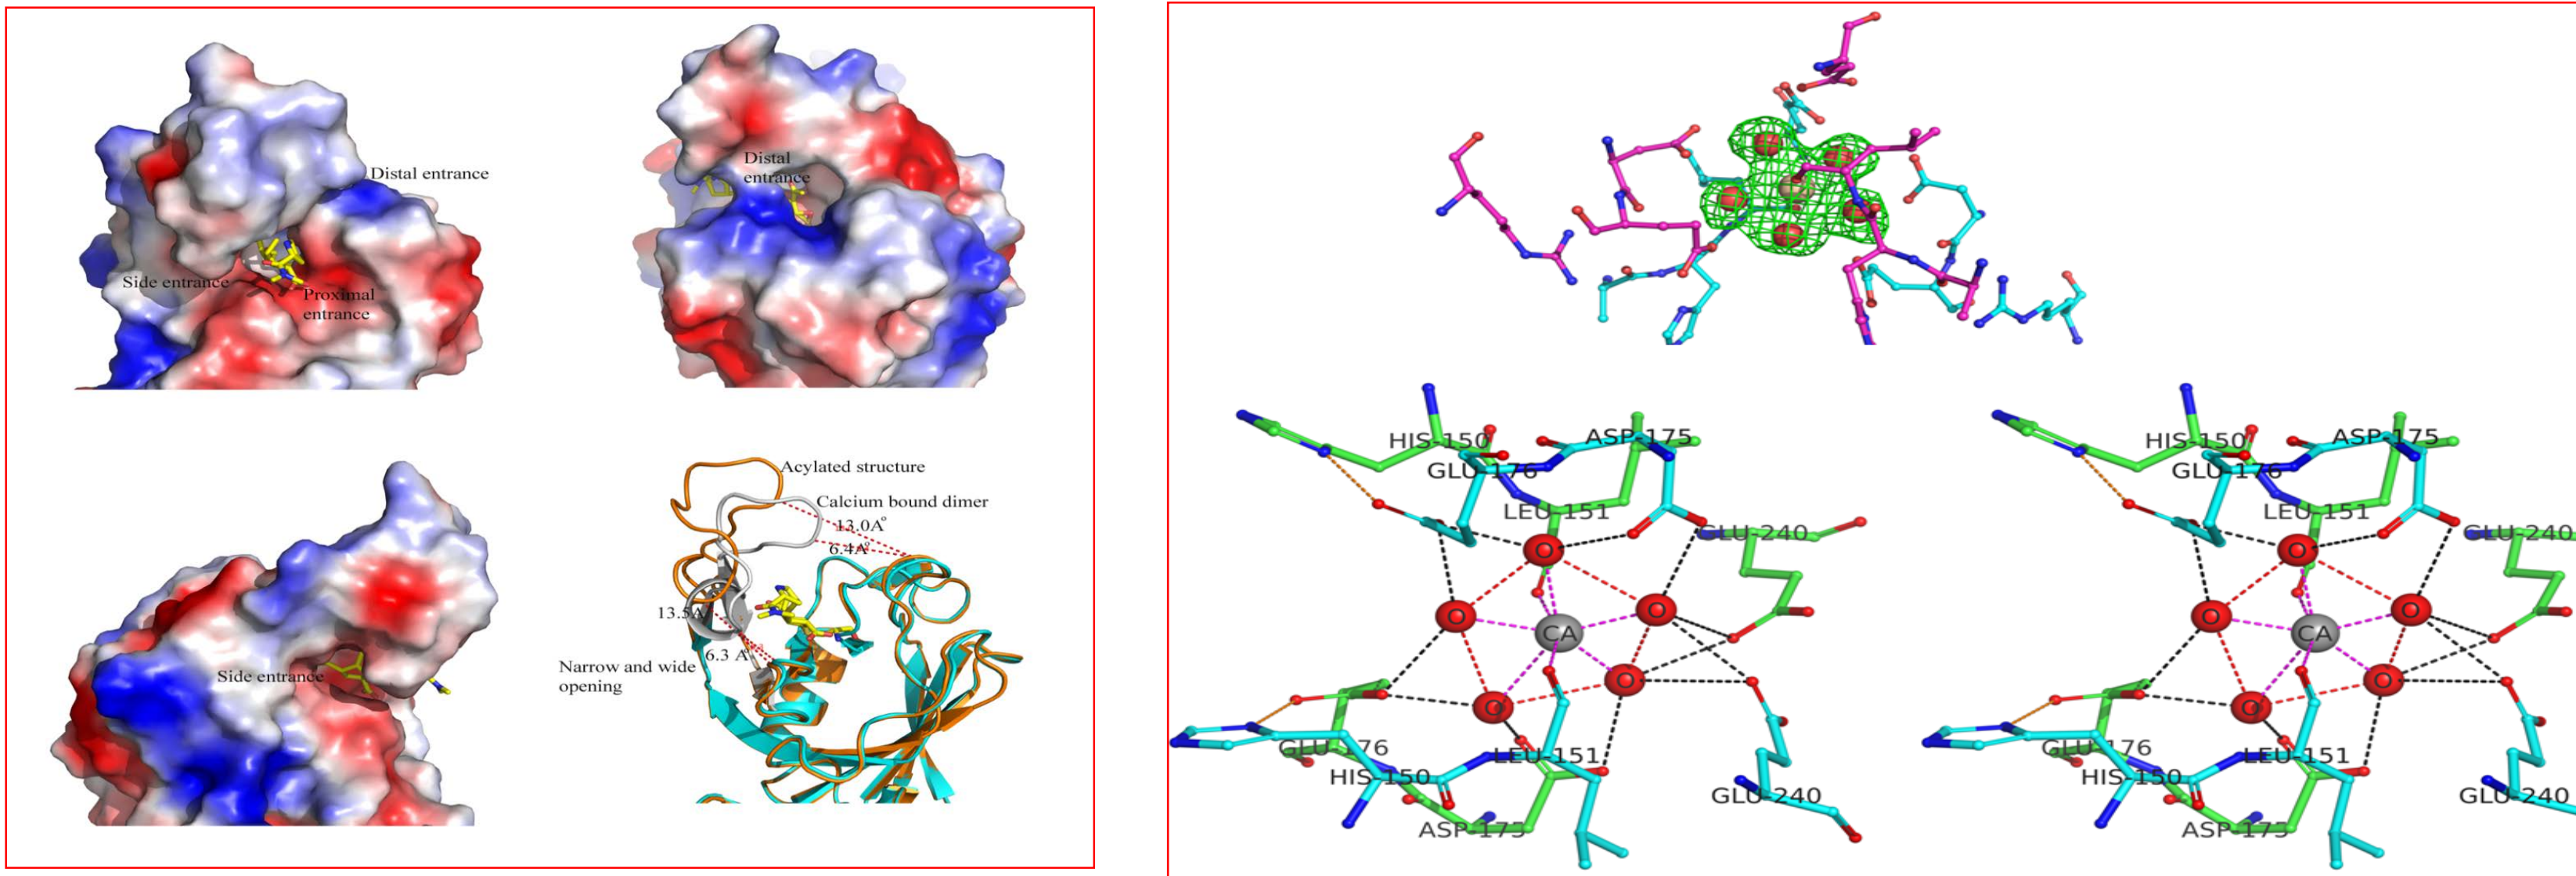 Distal entrance
Side entrance
Proximal
entrance
Distal
entrance
Side entrance
Acylated structure
Calcium bound dimer
13.0A°
6.4A°
13.5A°
6.3 A°
Narrow and wide
opening
HIS-150
ASP-175
GLU-176
LEU-151
GLU-240
O
O
O
CA
O
O
GLU-176
LEU-151
HIS-150
GLU-240
ASP-175
HIS-150
ASP-175
GLU-176
LEU-151
GLU-240
O
O
O
CA
O
O
GLU-176
LEU-151
HIS-150
GLU-240
ASP-175